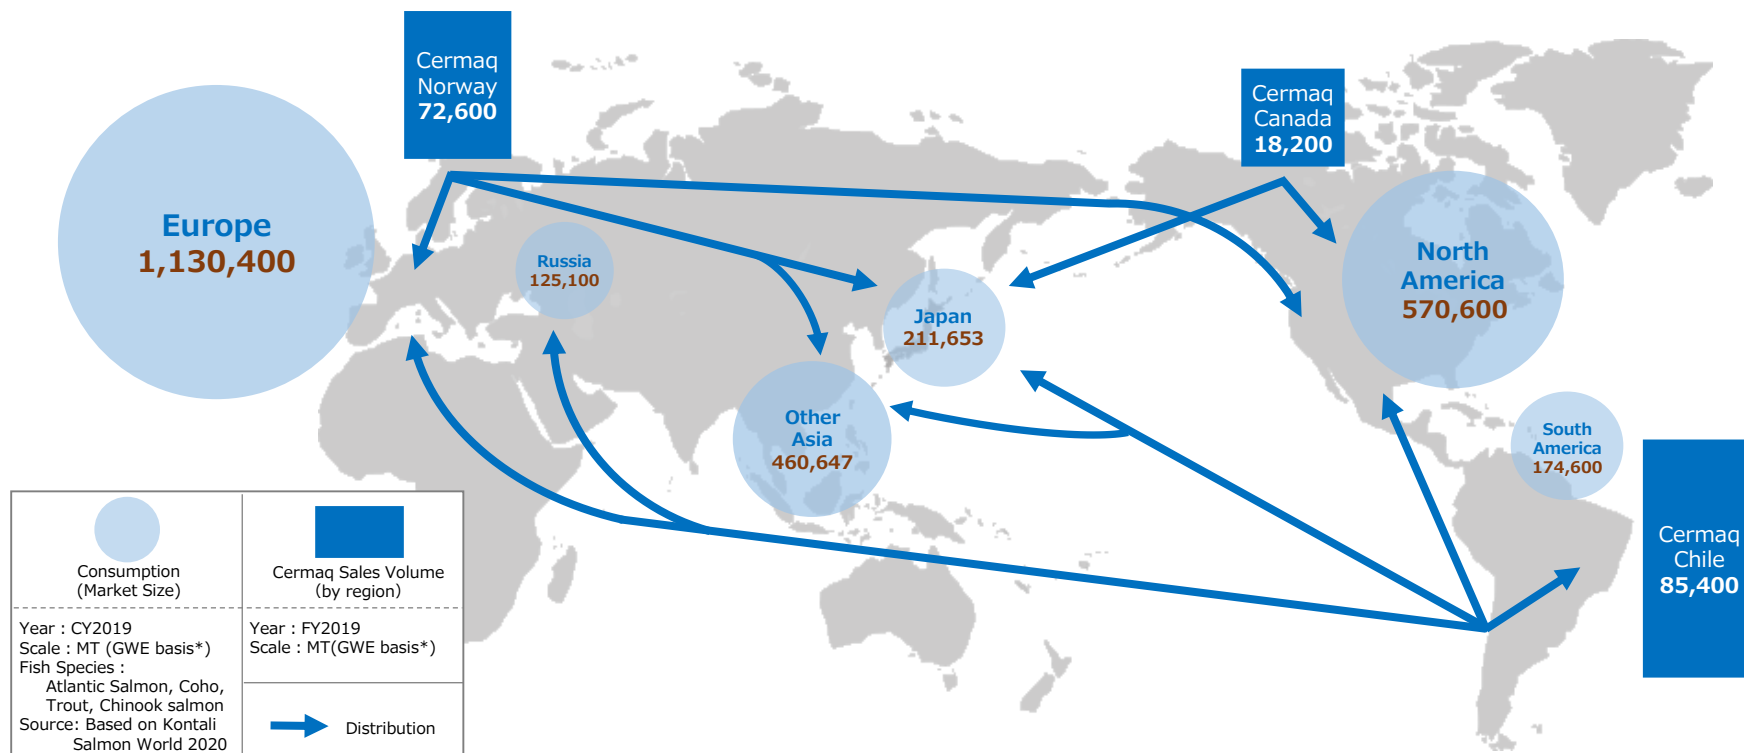 Cermaq
Norway
72,600
Cermaq
Canada
18,200
Europe
1,130,400
Russia
125,100
Japan
211,653
North
America
570,600
Other
Asia
460,647
South
America
174,600
Cermaq
Chile
85,400
Consumption
(Market Size)
Cermaq Sales Volume
(by region)
Year : CY2019
Scale : MT (GWE basis*)
Fish Species :
Atlantic Salmon, Coho,
Trout, Chinook salmon
Source: Based on Kontali
Salmon World 2020
Year : FY2019
Scale : MT(GWE basis*)
Distribution